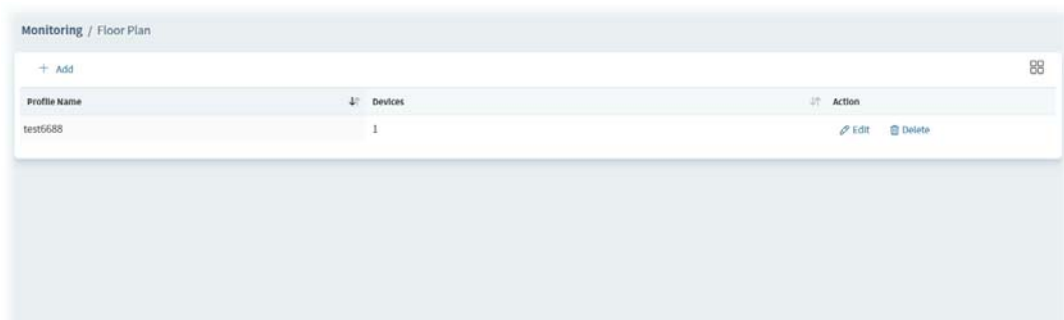 Monitoring / Floor Plan
+ Add
Profile Name Devices Action
test6688 1 Edit Delete